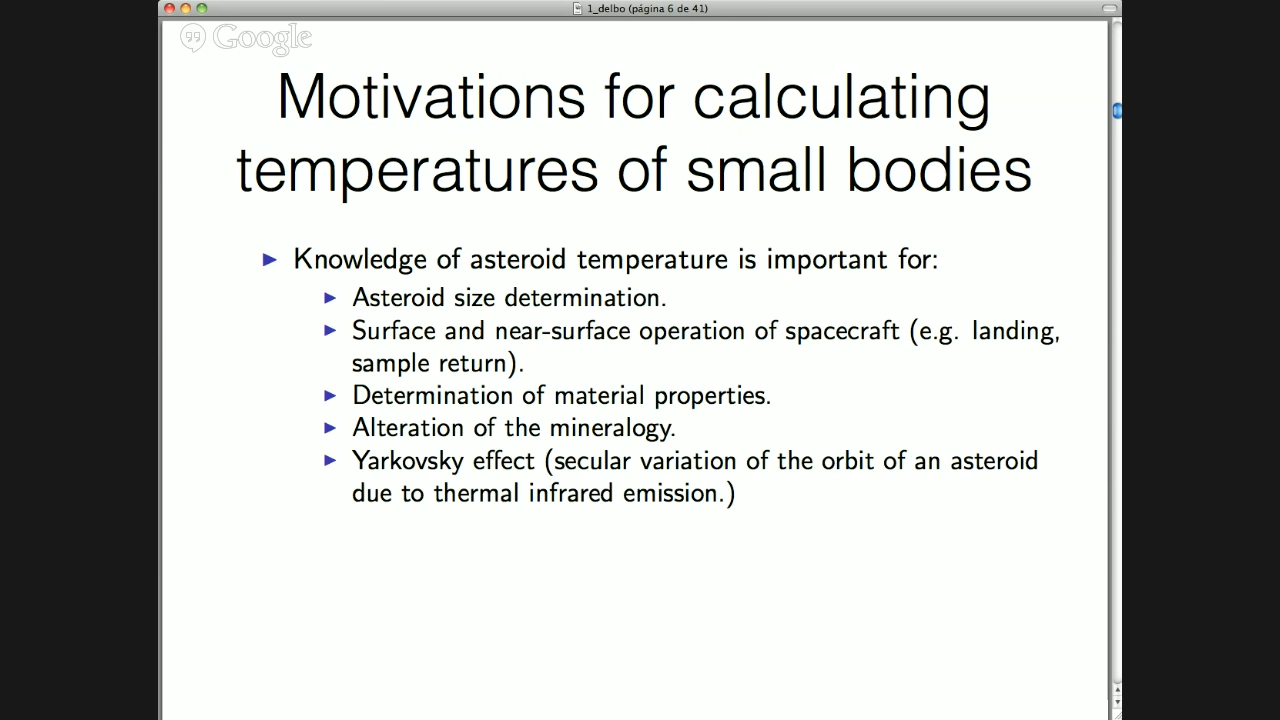 1_delbo (página 6 de 41)
Google
Motivations for calculating
temperatures of small bodies
Knowledge of asteroid temperature is important for:
Asteroid size determination.
Surface and near-surface operation of spacecraft (e.g. landing,
sample return).
Determination of material properties.
Alteration of the mineralogy.
Yarkovsky effect (secular variation of the orbit of an asteroid
due to thermal infrared emission.)